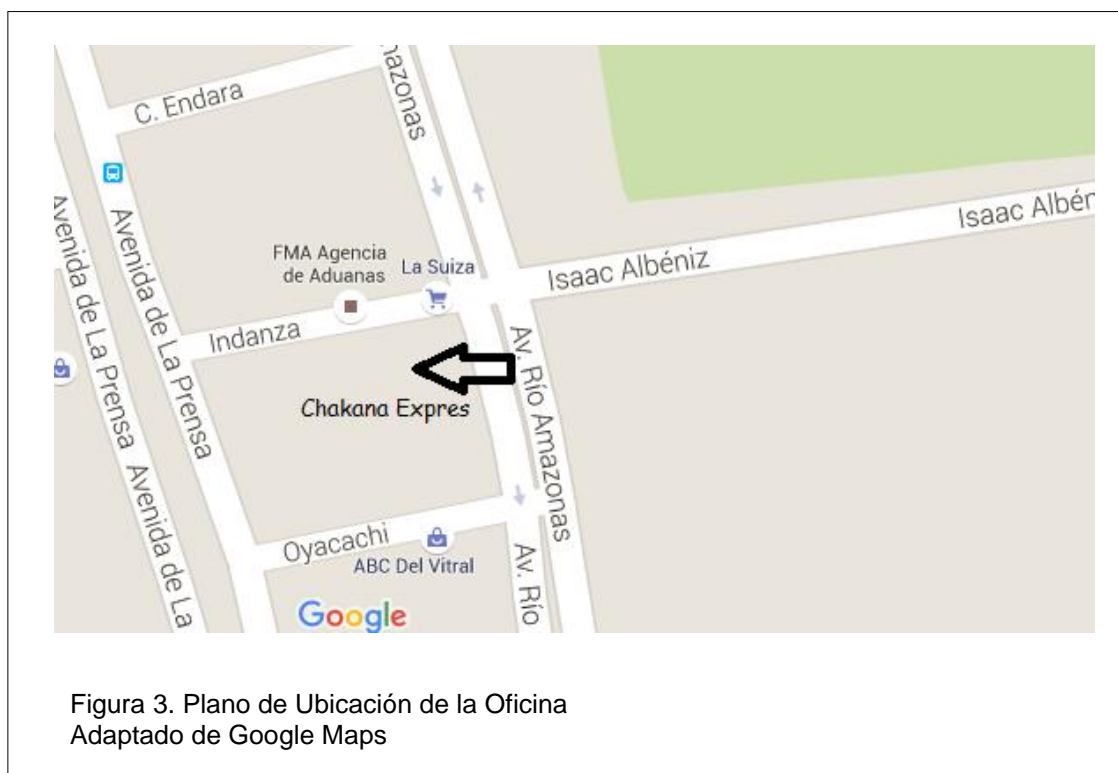 C. Endara
Amazonas
Avenida de La Prensa
Avenida de La Prensa
Avenida de La
FMA Agencia
de Aduanas
La Suiza
Isaac Albéniz
Isaac Albén
Indanza
Chakana Expres
Av. Río Amazonas
Oyacachi
ABC Del Vitral
Av. Río
Google
Figura 3. Plano de Ubicación de la Oficina
Adaptado de Google Maps